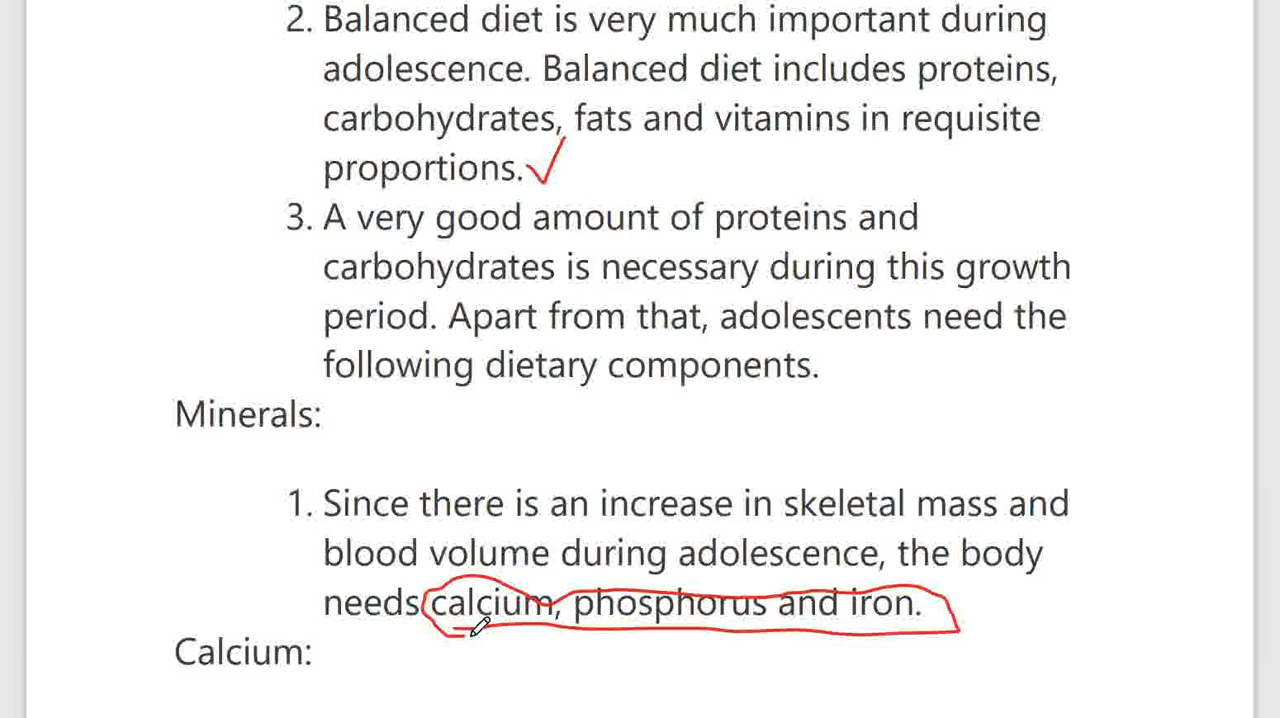 2. Balanced diet is very much important during
adolescence. Balanced diet includes proteins,
carbohydrates, fats and vitamins in requisite
proportions.
3. A very good amount of proteins and
carbohydrates is necessary during this growth
period. Apart from that, adolescents need the
following dietary components.
Minerals:
1. Since there is an increase in skeletal mass and
blood volume during adolescence, the body
needs calcium, phosphorus and iron.
Calcium: